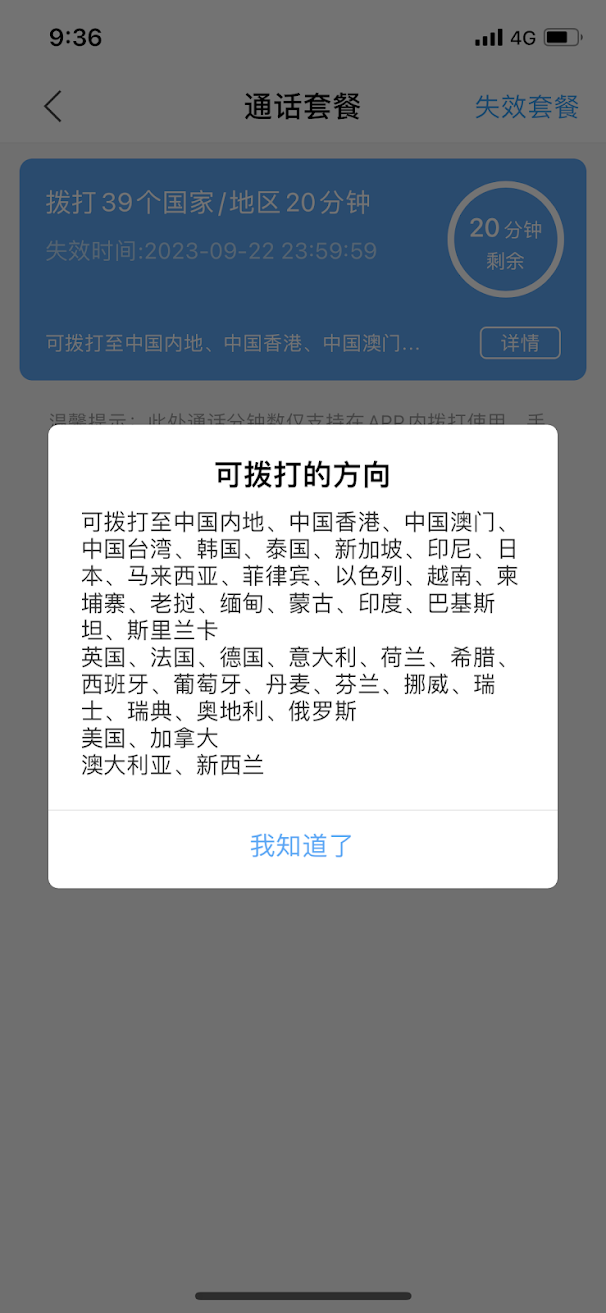 9:36
4G
通话套餐
失效套餐
拨打39个国家/地区20分钟
失效时间:2023-09-22 23:59:59
20分钟
剩余
可拨打至中国内地、中国香港、中国澳门...
详情
温馨提示：此处通话分钟数仅支持在APP内拨打使用，手
可拨打的方向
可拨打至中国内地、中国香港、中国澳门、
中国台湾、韩国、泰国、新加坡、印尼、日
本、马来西亚、菲律宾、以色列、越南、柬
埔寨、老挝、缅甸、蒙古、印度、巴基斯
坦、斯里兰卡
英国、法国、德国、意大利、荷兰、希腊、
西班牙、葡萄牙、丹麦、芬兰、挪威、瑞
士、瑞典、奥地利、俄罗斯
美国、加拿大
澳大利亚、新西兰
我知道了